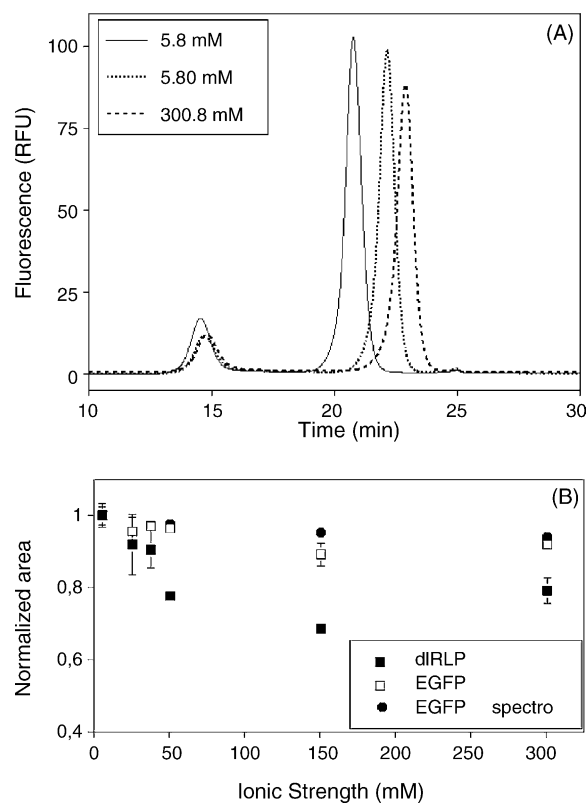 (A)
5.8 mM
5.80 mM
300.8 mM
100
75
50
25
0
Fluorescence (RFU)
10 15 20 25 30
Time (min)
(B)
1
0.8
0,6
0,4
Normalized area
dIRLP
EGFP
EGFP spectro
0 50 100 150 200 250 300
Ionic Strength (mM)